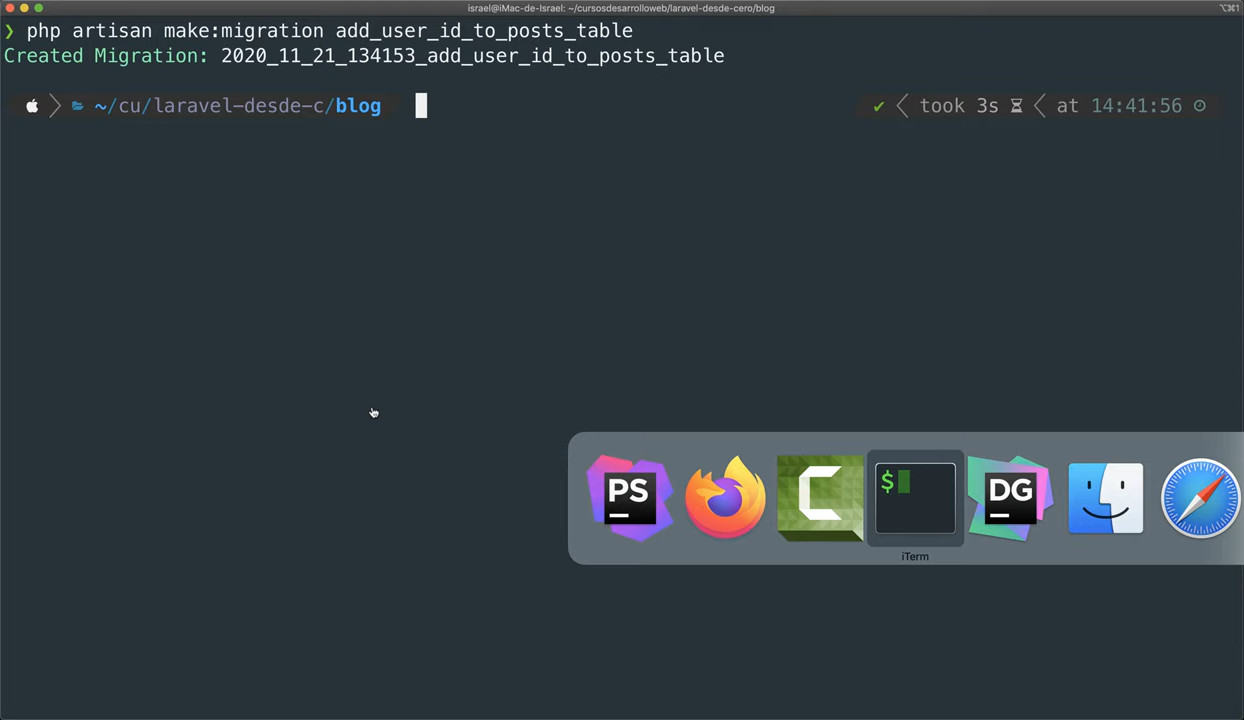 israel@iMac-de-Israel: ~/cursosdesarrolloweb/laravel-desde-cero/blog
⌥⌘1
❯ php artisan make:migration add_user_id_to_posts_table
Created Migration: 2020_11_21_134153_add_user_id_to_posts_table
~/cu/laravel-desde-c/blog
✔ took 3s at 14:41:56
PS
C
$
DG
iTerm